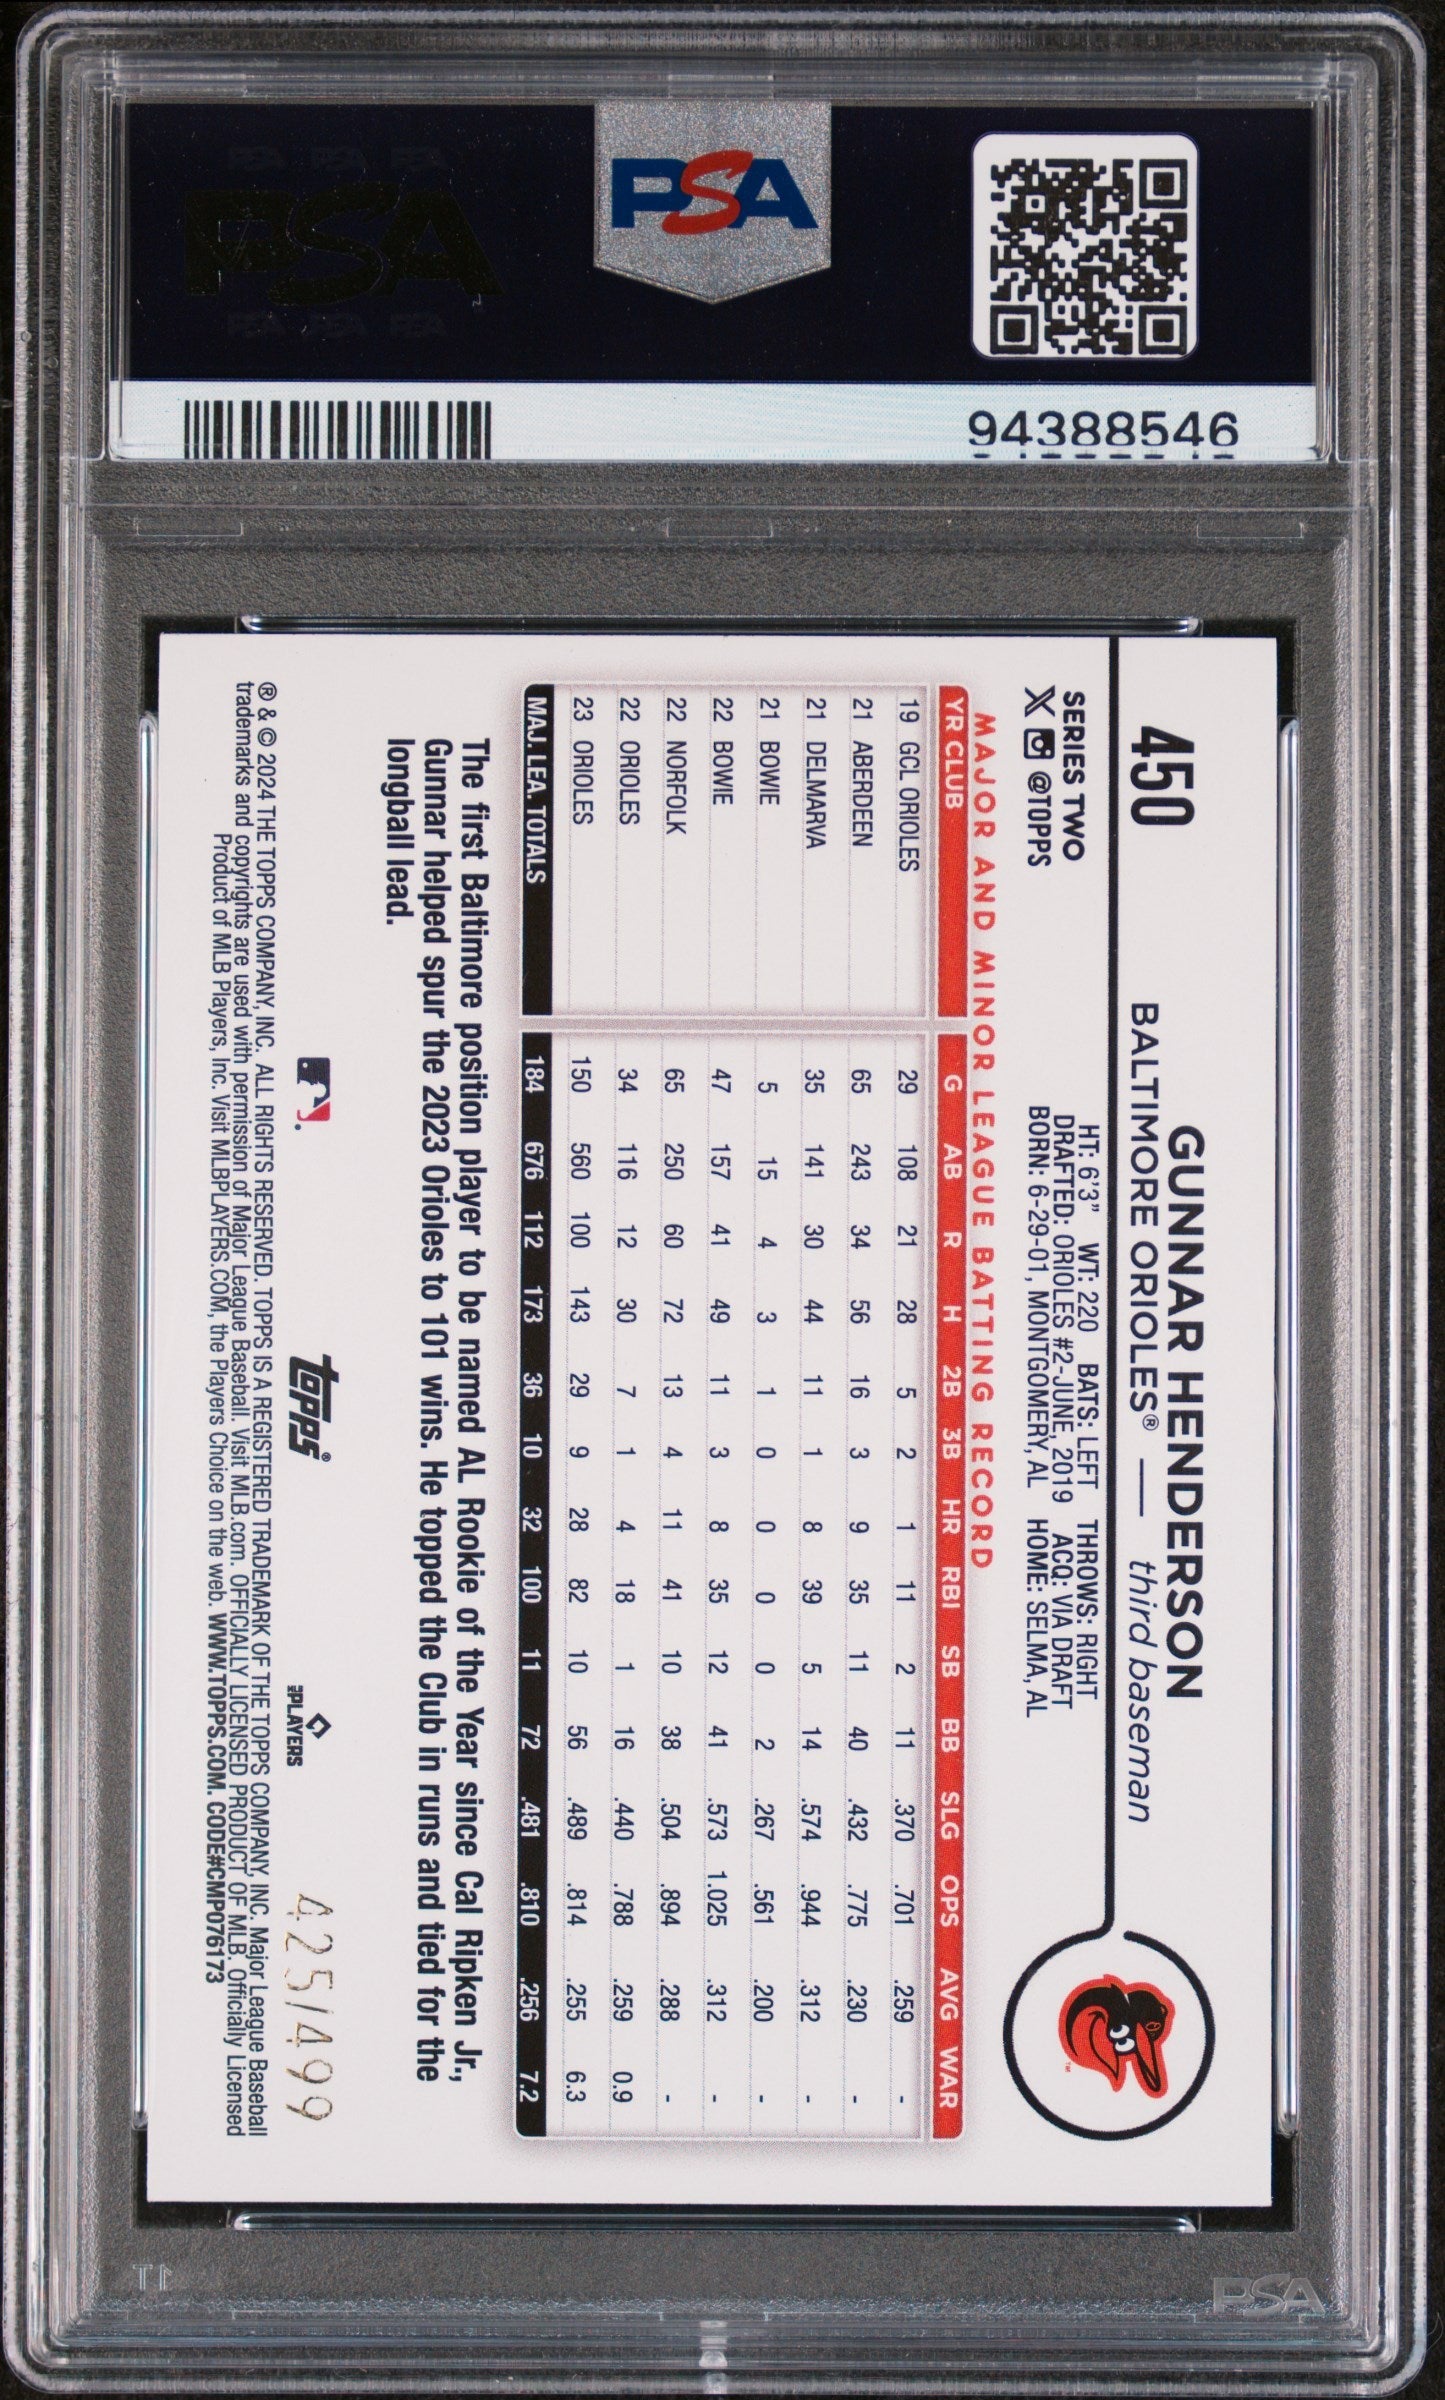 PSA
PSA PSA PSA
PSA
PSA PSA PSA
94388546
450
GUNNAR HENDERSON
BALTIMORE ORIOLES® — third baseman
SERIES TWO
X @TOPPS
HT: 6'3" WT: 220 BATS: LEFT THROWS: RIGHT
DRAFTED: ORIOLES #2-JUNE, 2019 ACQ: VIA DRAFT
BORN: 6-29-01, MONTGOMERY, AL HOME: SELMA, AL
MAJOR AND MINOR LEAGUE BATTING RECORD
YR CLUB G AB R H 2B 3B HR RBI SB BB SLG OPS AVG WAR
19 GCL ORIOLES 29 108 21 28 5 2 1 11 2 11 .370 .701 .259 -
21 ABERDEEN 65 243 34 56 16 3 9 35 11 40 .432 .775 .230 -
21 DELMARVA 35 141 30 44 11 1 8 39 5 14 .574 .944 .312 -
21 BOWIE 5 15 4 3 1 0 0 0 0 2 .267 .561 .200 -
22 BOWIE 47 157 41 49 11 3 8 35 12 41 .573 1.025 .312 -
22 NORFOLK 65 250 60 72 13 4 11 41 10 38 .504 .894 .288 -
22 ORIOLES 34 116 12 30 7 1 4 18 1 16 .440 .788 .259 0.9
23 ORIOLES 150 560 100 143 29 9 28 82 10 56 .489 .814 .255 6.3
MAJ. LEA. TOTALS 184 676 112 173 36 10 32 100 11 72 .481 .810 .256 7.2
The first Baltimore position player to be named AL Rookie of the Year since Cal Ripken Jr.,
Gunnar helped spur the 2023 Orioles to 101 wins. He topped the Club in runs and tied for the
longball lead.
topps®
PLAYERS
425/499
® & © 2024 THE TOPPS COMPANY, INC. ALL RIGHTS RESERVED. TOPPS IS A REGISTERED TRADEMARK OF THE TOPPS COMPANY, INC. Major League Baseball
trademarks and copyrights are used with permission of Major League Baseball. Visit MLB.com. OFFICIALLY LICENSED PRODUCT OF MLB. Officially Licensed
Product of MLB Players, Inc. Visit MLBPLAYERS.COM, the Players Choice on the web. WWW.TOPPS.COM. CODE#CMP076173
PSA